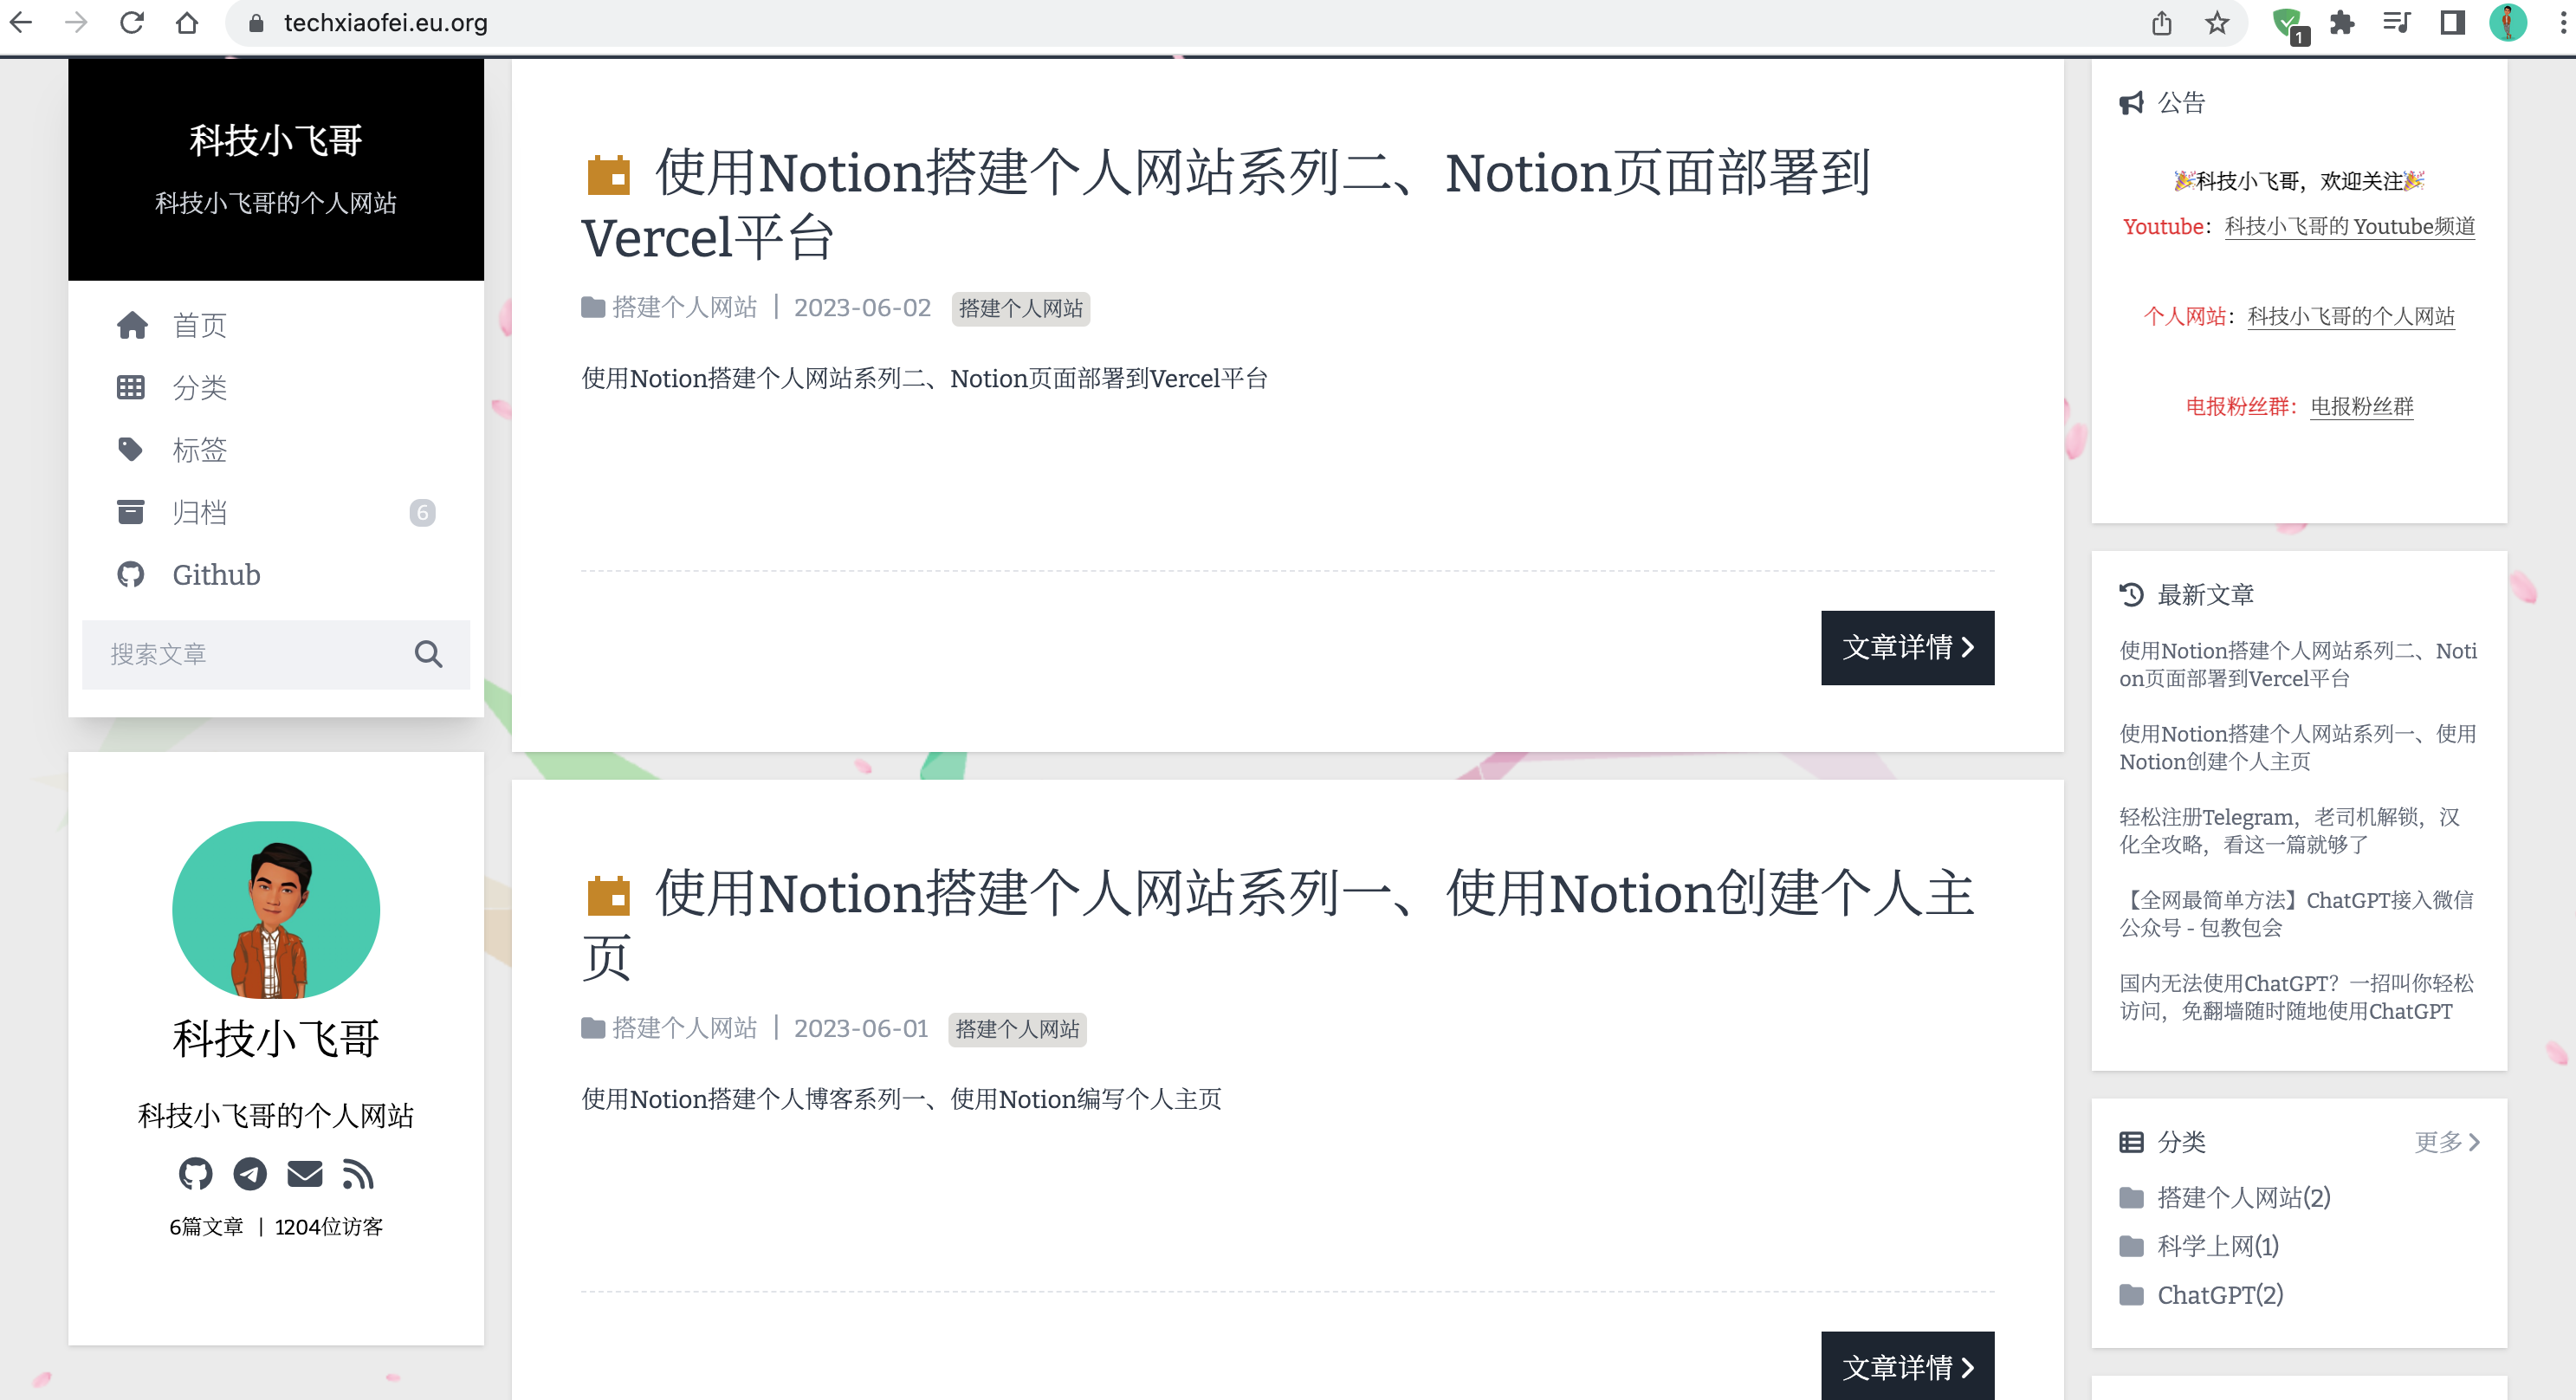 techxiaofei.eu.org
1
科技小飞哥
科技小飞哥的个人网站
首页
分类
标签
归档 6
Github
搜索文章
科技小飞哥
科技小飞哥的个人网站
6篇文章 | 1204位访客
使用Notion搭建个人网站系列二、Notion页面部署到
Vercel平台
搭建个人网站 | 2023-06-02 搭建个人网站
使用Notion搭建个人网站系列二、Notion页面部署到Vercel平台
文章详情
使用Notion搭建个人网站系列一、使用Notion创建个人主
页
搭建个人网站 | 2023-06-01 搭建个人网站
使用Notion搭建个人博客系列一、使用Notion编写个人主页
文章详情
公告
🎉科技小飞哥，欢迎关注🎉
Youtube：科技小飞哥的 Youtube频道
个人网站：科技小飞哥的个人网站
电报粉丝群：电报粉丝群
最新文章
使用Notion搭建个人网站系列二、Noti
on页面部署到Vercel平台
使用Notion搭建个人网站系列一、使用
Notion创建个人主页
轻松注册Telegram，老司机解锁，汉
化全攻略，看这一篇就够了
【全网最简单方法】ChatGPT接入微信
公众号 - 包教包会
国内无法使用ChatGPT？一招叫你轻松
访问，免翻墙随时随地使用ChatGPT
分类 更多
搭建个人网站(2)
科学上网(1)
ChatGPT(2)